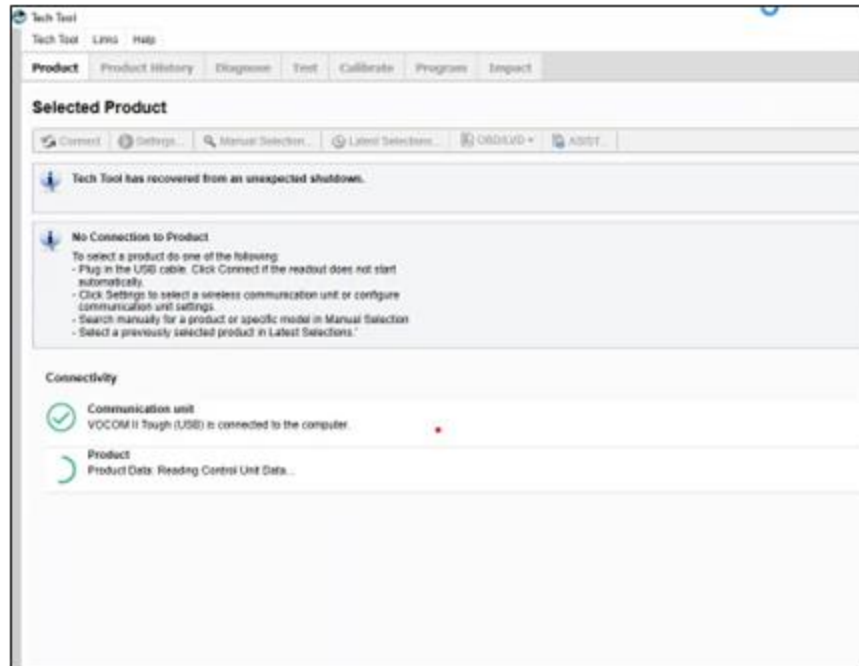 Tech Tool
Tech Tool Links Help
Product Product History Diagnose Test Calibrate Program Impact
Selected Product
Connect Settings... Manual Selection... Latest Selections... OBD/LVD ASIST...
Tech Tool has recovered from an unexpected shutdown.
No Connection to Product
To select a product do one of the following:
- Plug in the USB cable. Click Connect if the readout does not start
automatically.
- Click Settings to select a wireless communication unit or configure
communication unit settings.
- Search manually for a product or specific model in Manual Selection
- Select a previously selected product in Latest Selections.'
Connectivity
Communication unit
VOCOM II Tough (USB) is connected to the computer.
Product
Product Data: Reading Control Unit Data...